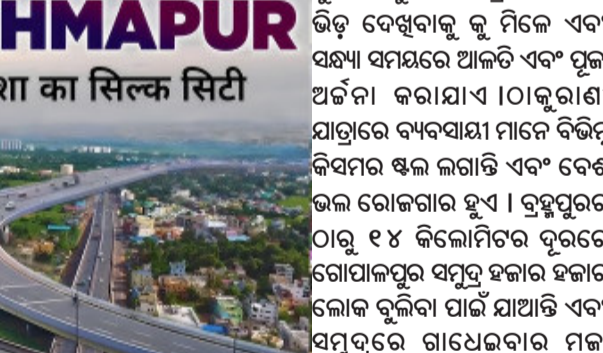 HMAPUR
शा का सिल्क सिटी
ଭିଡ଼ ଦେଖିବାକୁ କୁ ମିଳେ ଏବଂ
ସନ୍ଧ୍ୟା ସମୟରେ ଆଳତି ଏବଂ ପୂଜା
ଅର୍ଚ୍ଚନା କରାଯାଏ ।ଠାକୁରାଣୀ
ଯାତ୍ରାରେ ବ୍ୟବସାୟୀ ମାନେ ବିଭିନ୍ନ
କିସମର ଷ୍ଟଲ ଲଗାନ୍ତି ଏବଂ ବେଶ
ଭଲ ରୋଜଗାର ହୁଏ । ବ୍ରହ୍ମପୁରର
ଠାରୁ ୧୪ କିଲୋମିଟର ଦୂରରେ
ଗୋପାଳପୁର ସମୁଦ୍ର ହଜାର ହଜାର
ଲୋକ ବୁଲିବା ପାଇଁ ଯାଆନ୍ତି ଏବଂ
ସମୁଦ୍ରରେ ଗାଧୋଇବାର ମଜା